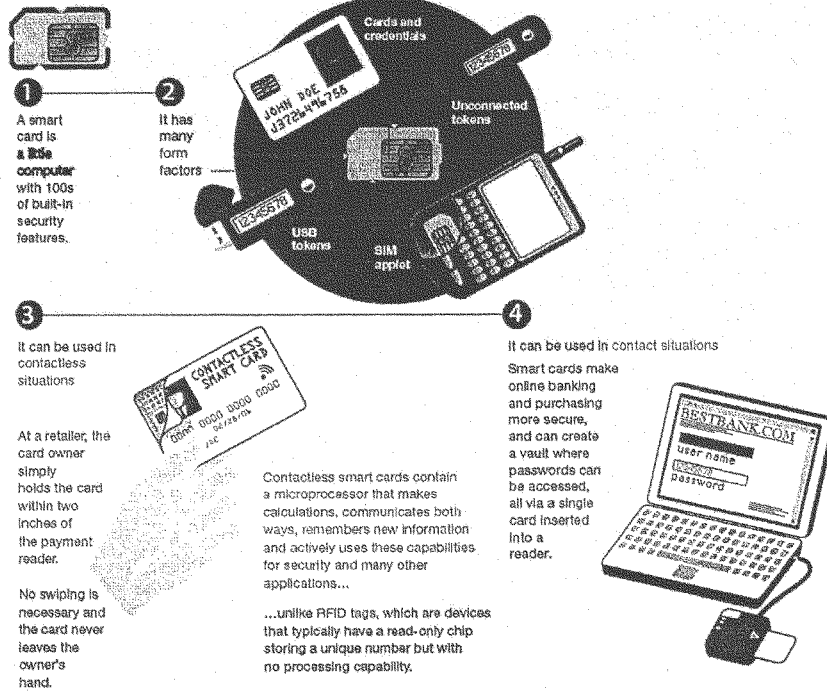 1
A smart
card is
a little
computer
with 100s
of built-in
security
features.
2
It has
many
form
factors
Cards and
credentials
JOHN DOE
J3726496756
12345678
Unconnected
tokens
12345678
USB
tokens
SIM
applet
3
It can be used in
contactless
situations
CONTACTLESS
SMART CARD
0000 0000 0000 0000
At a retailer, the
card owner
simply
holds the card
within two
inches of
the payment
reader.
No swiping is
necessary and
the card never
leaves the
owner's
hand.
Contactless smart cards contain
a microprocessor that makes
calculations, communicates both
ways, remembers new information
and actively uses these capabilities
for security and many other
applications...
...unlike RFID tags, which are devices
that typically have a read-only chip
storing a unique number but with
no processing capability.
4
It can be used in contact situations
Smart cards make
online banking
and purchasing
more secure,
and can create
a vault where
passwords can
be accessed,
all via a single
card inserted
into a
reader.
BESTBANK.COM
user name
12345678
password